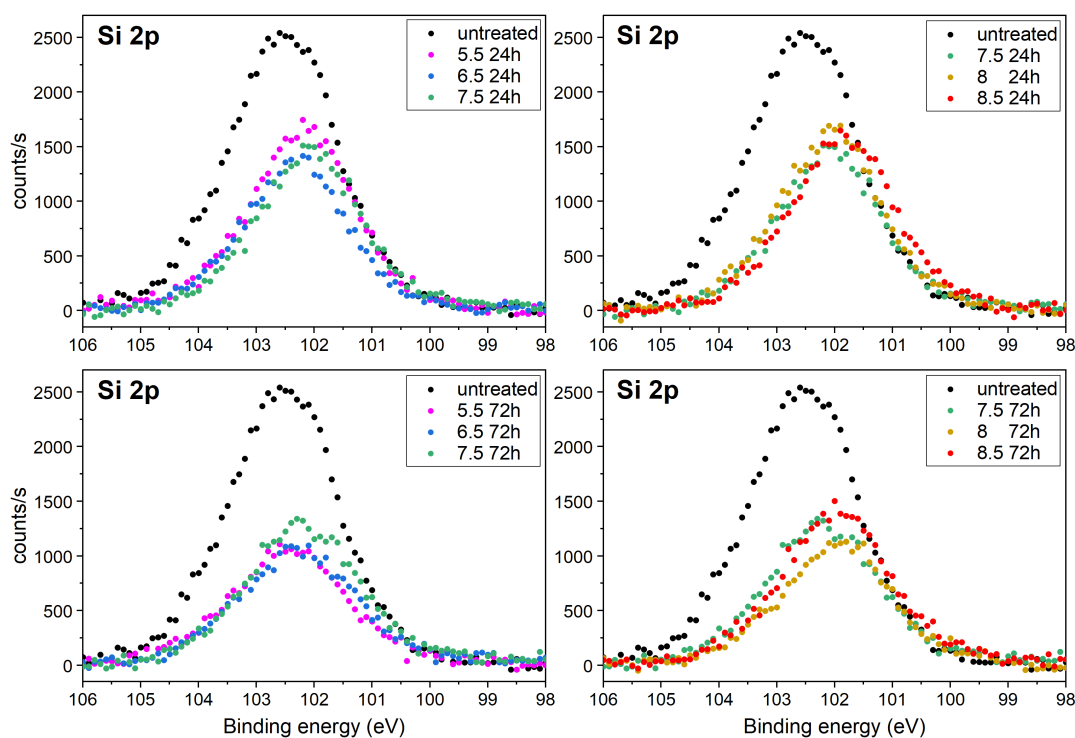 Si 2p
untreated
5.5 24h
6.5 24h
7.5 24h
counts/s
2500
2000
1500
1000
500
0
106 105 104 103 102 101 100 99 98
Si 2p
untreated
7.5 24h
8 24h
8.5 24h
2500
2000
1500
1000
500
0
106 105 104 103 102 101 100 99 98
Si 2p
untreated
5.5 72h
6.5 72h
7.5 72h
counts/s
2500
2000
1500
1000
500
0
106 105 104 103 102 101 100 99 98
Binding energy (eV)
Si 2p
untreated
7.5 72h
8 72h
8.5 72h
2500
2000
1500
1000
500
0
106 105 104 103 102 101 100 99 98
Binding energy (eV)